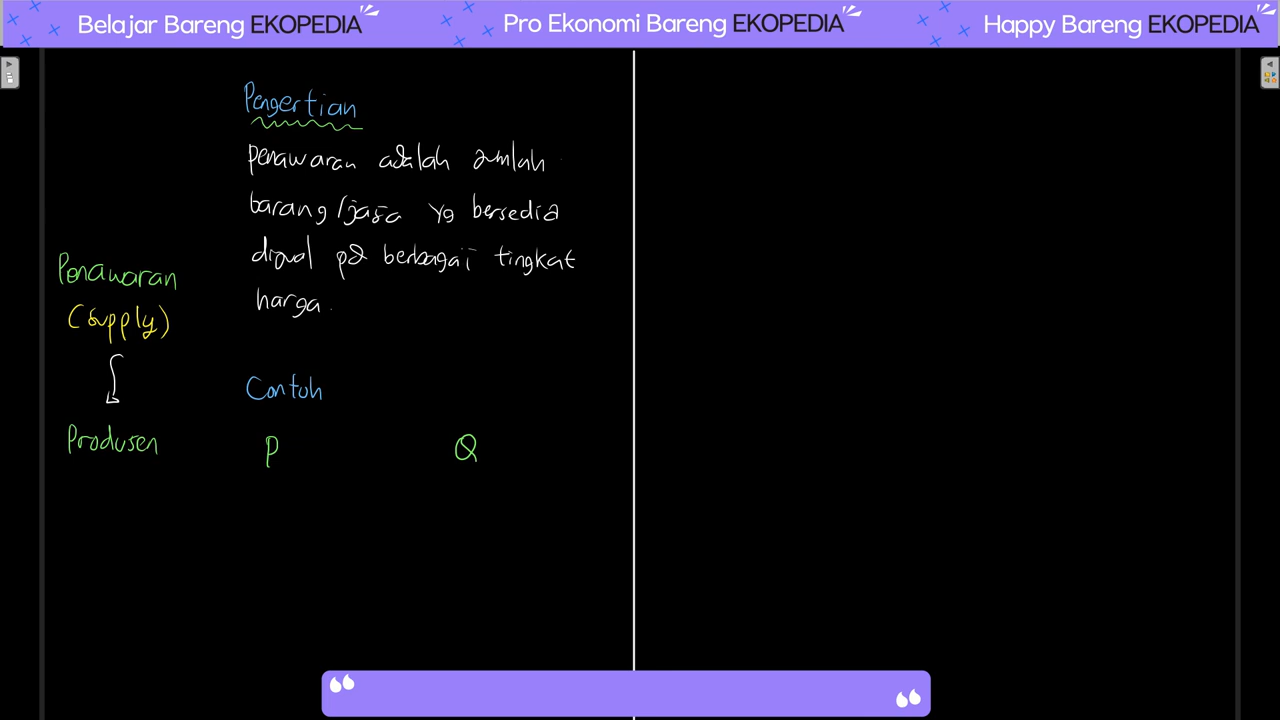 Belajar Bareng EKOPEDIA
Pro Ekonomi Bareng EKOPEDIA
Happy Bareng EKOPEDIA
Pengertian
penawaran adalah jumlah
barang/jasa yg bersedia
dijual pd berbagai tingkat
harga.
Penawaran
(Supply)
Produsen
Contoh
P
Q